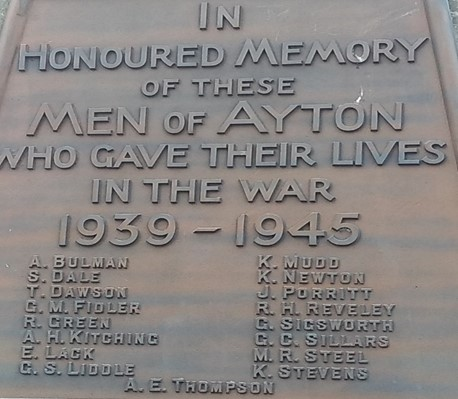 IN
HONOURED MEMORY
OF THESE
MEN OF AYTON
WHO GAVE THEIR LIVES
IN THE WAR
1939 - 1945
A. BULMAN
S. DALE
T. DAWSON
G. M. FIDLER
R. GREEN
A. H. KITCHING
E. LACK
G. S. LIDDLE
K. MUDD
K. NEWTON
J. PORRITT
R. H. REVELEY
G. SIGSWORTH
G. C. SILLARS
M. R. STEEL
K. STEVENS
A. E. THOMPSON